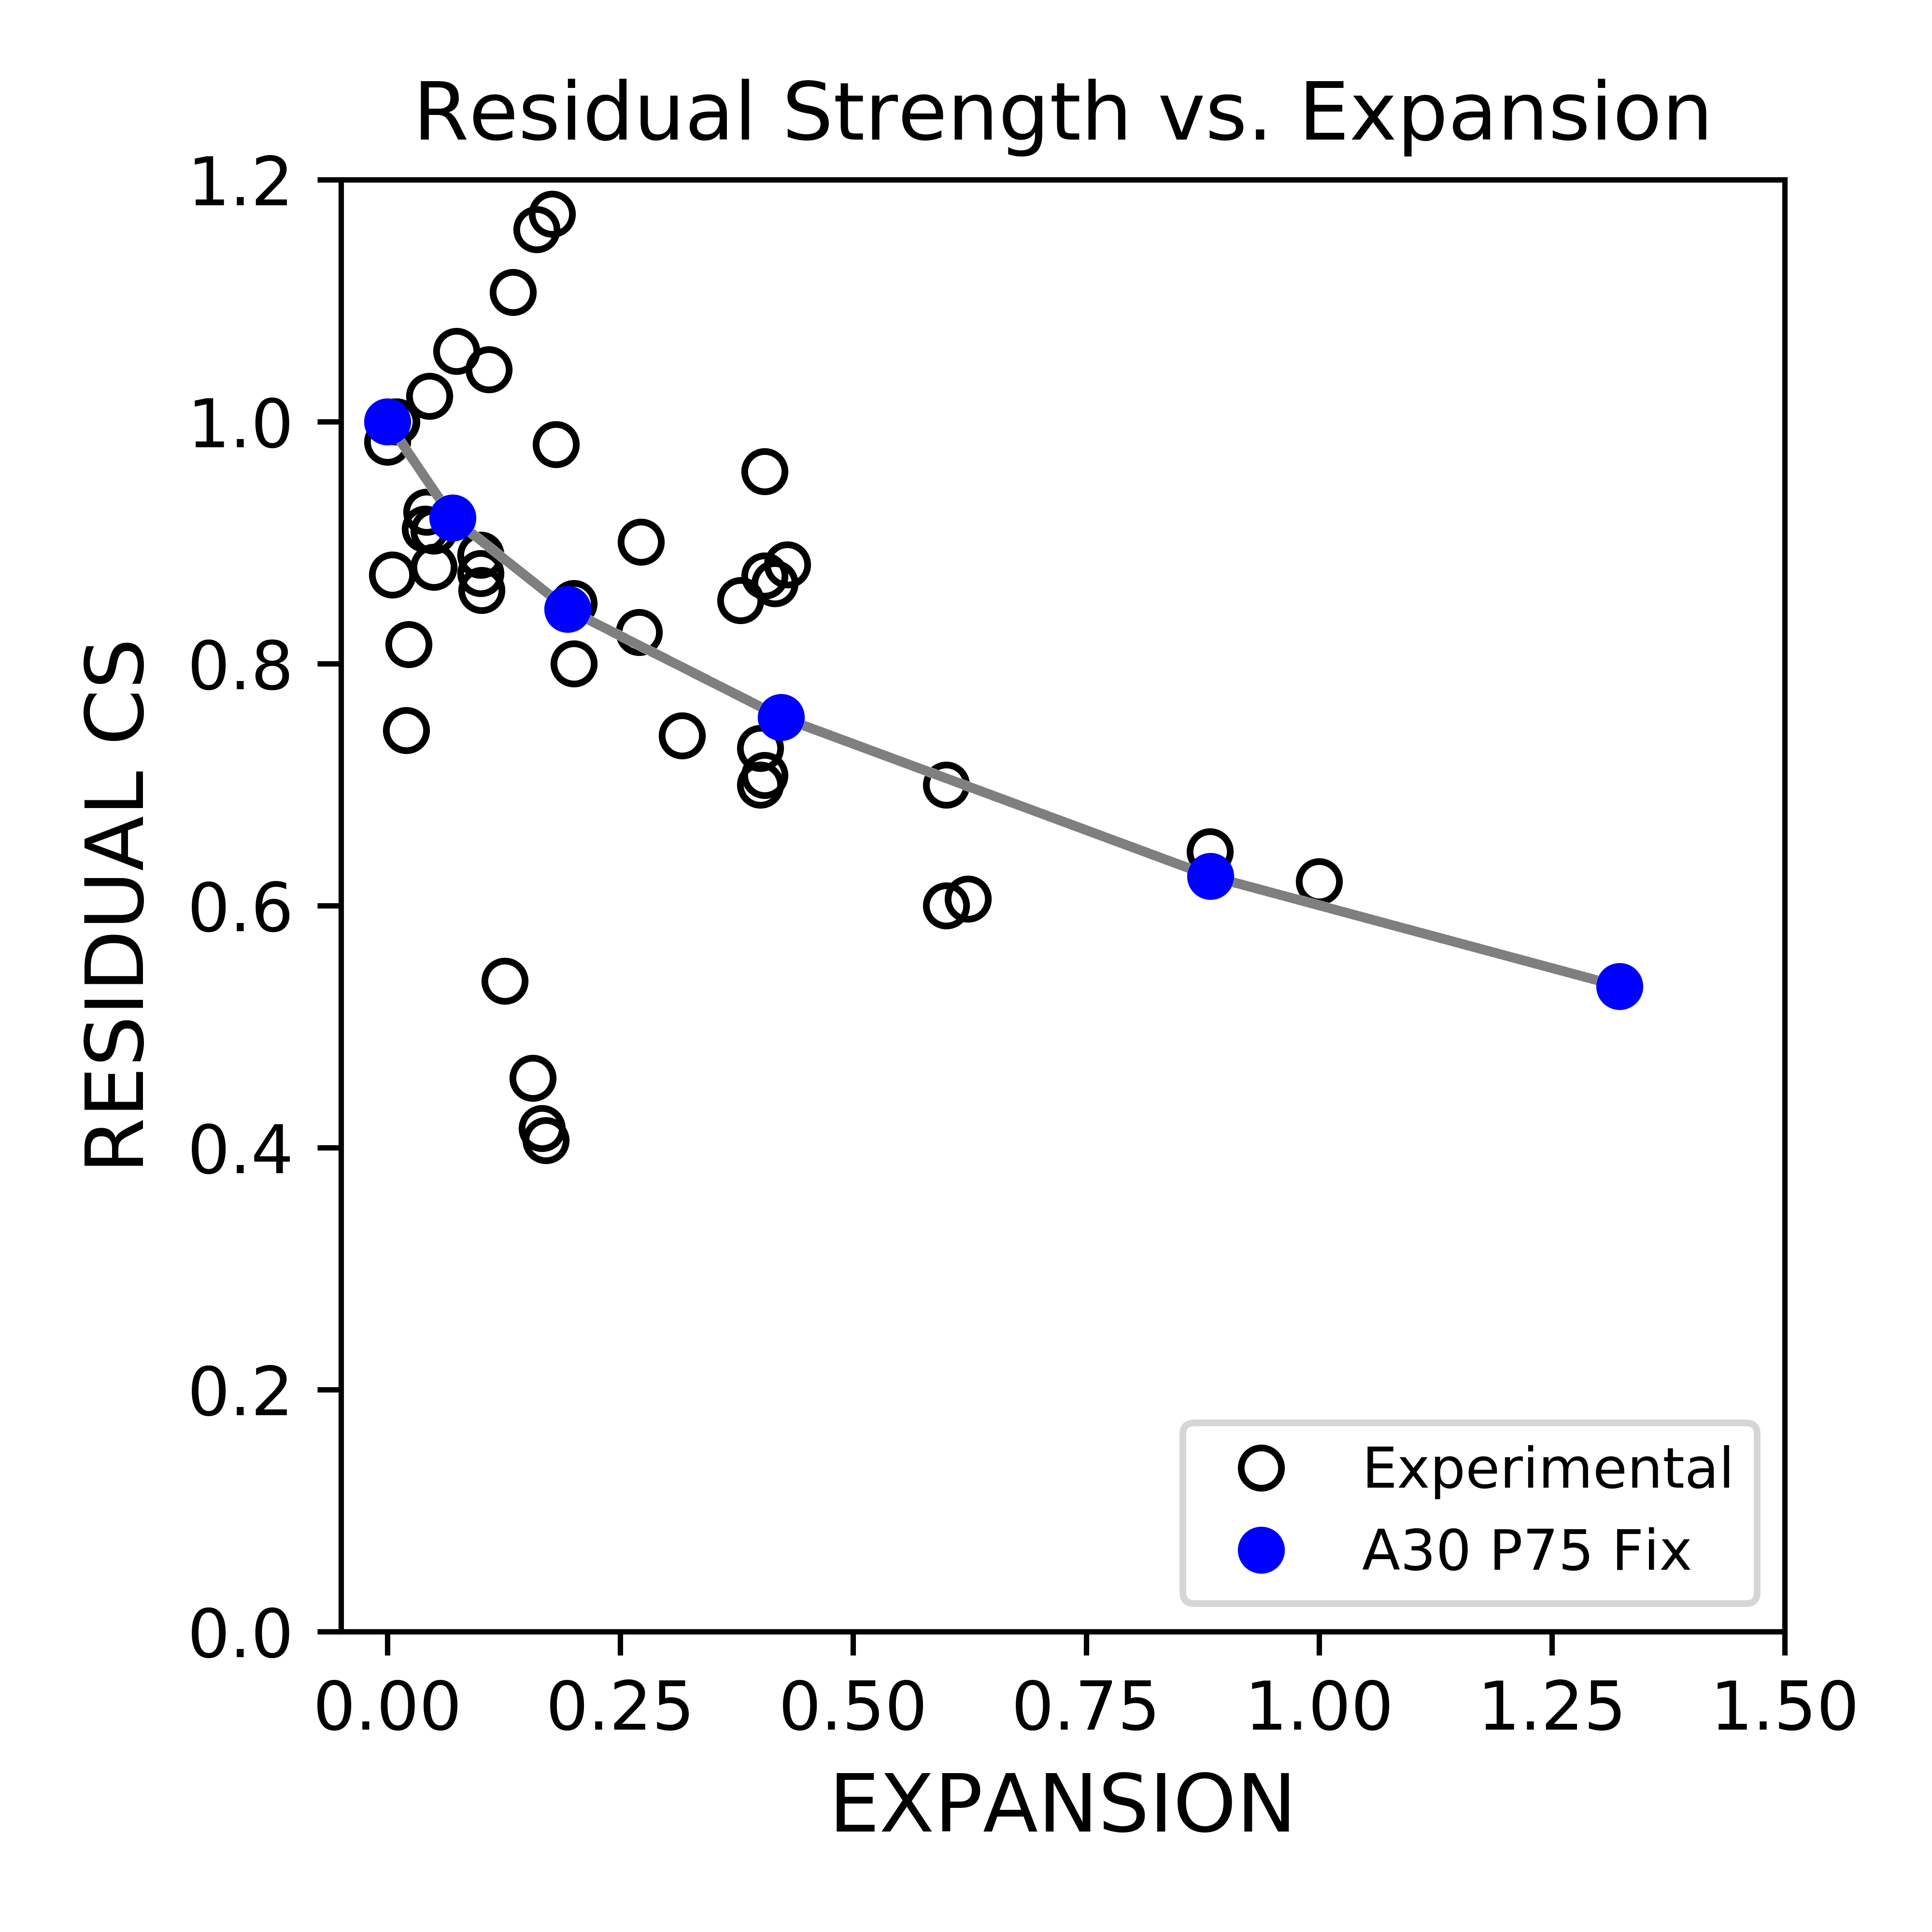 Residual Strength vs. Expansion
1.2
1.0
0.8
0.6
0.4
0.2
0.0
RESIDUAL CS
Experimental
A30 P75 Fix
0.00 0.25 0.50 0.75 1.00 1.25 1.50
EXPANSION